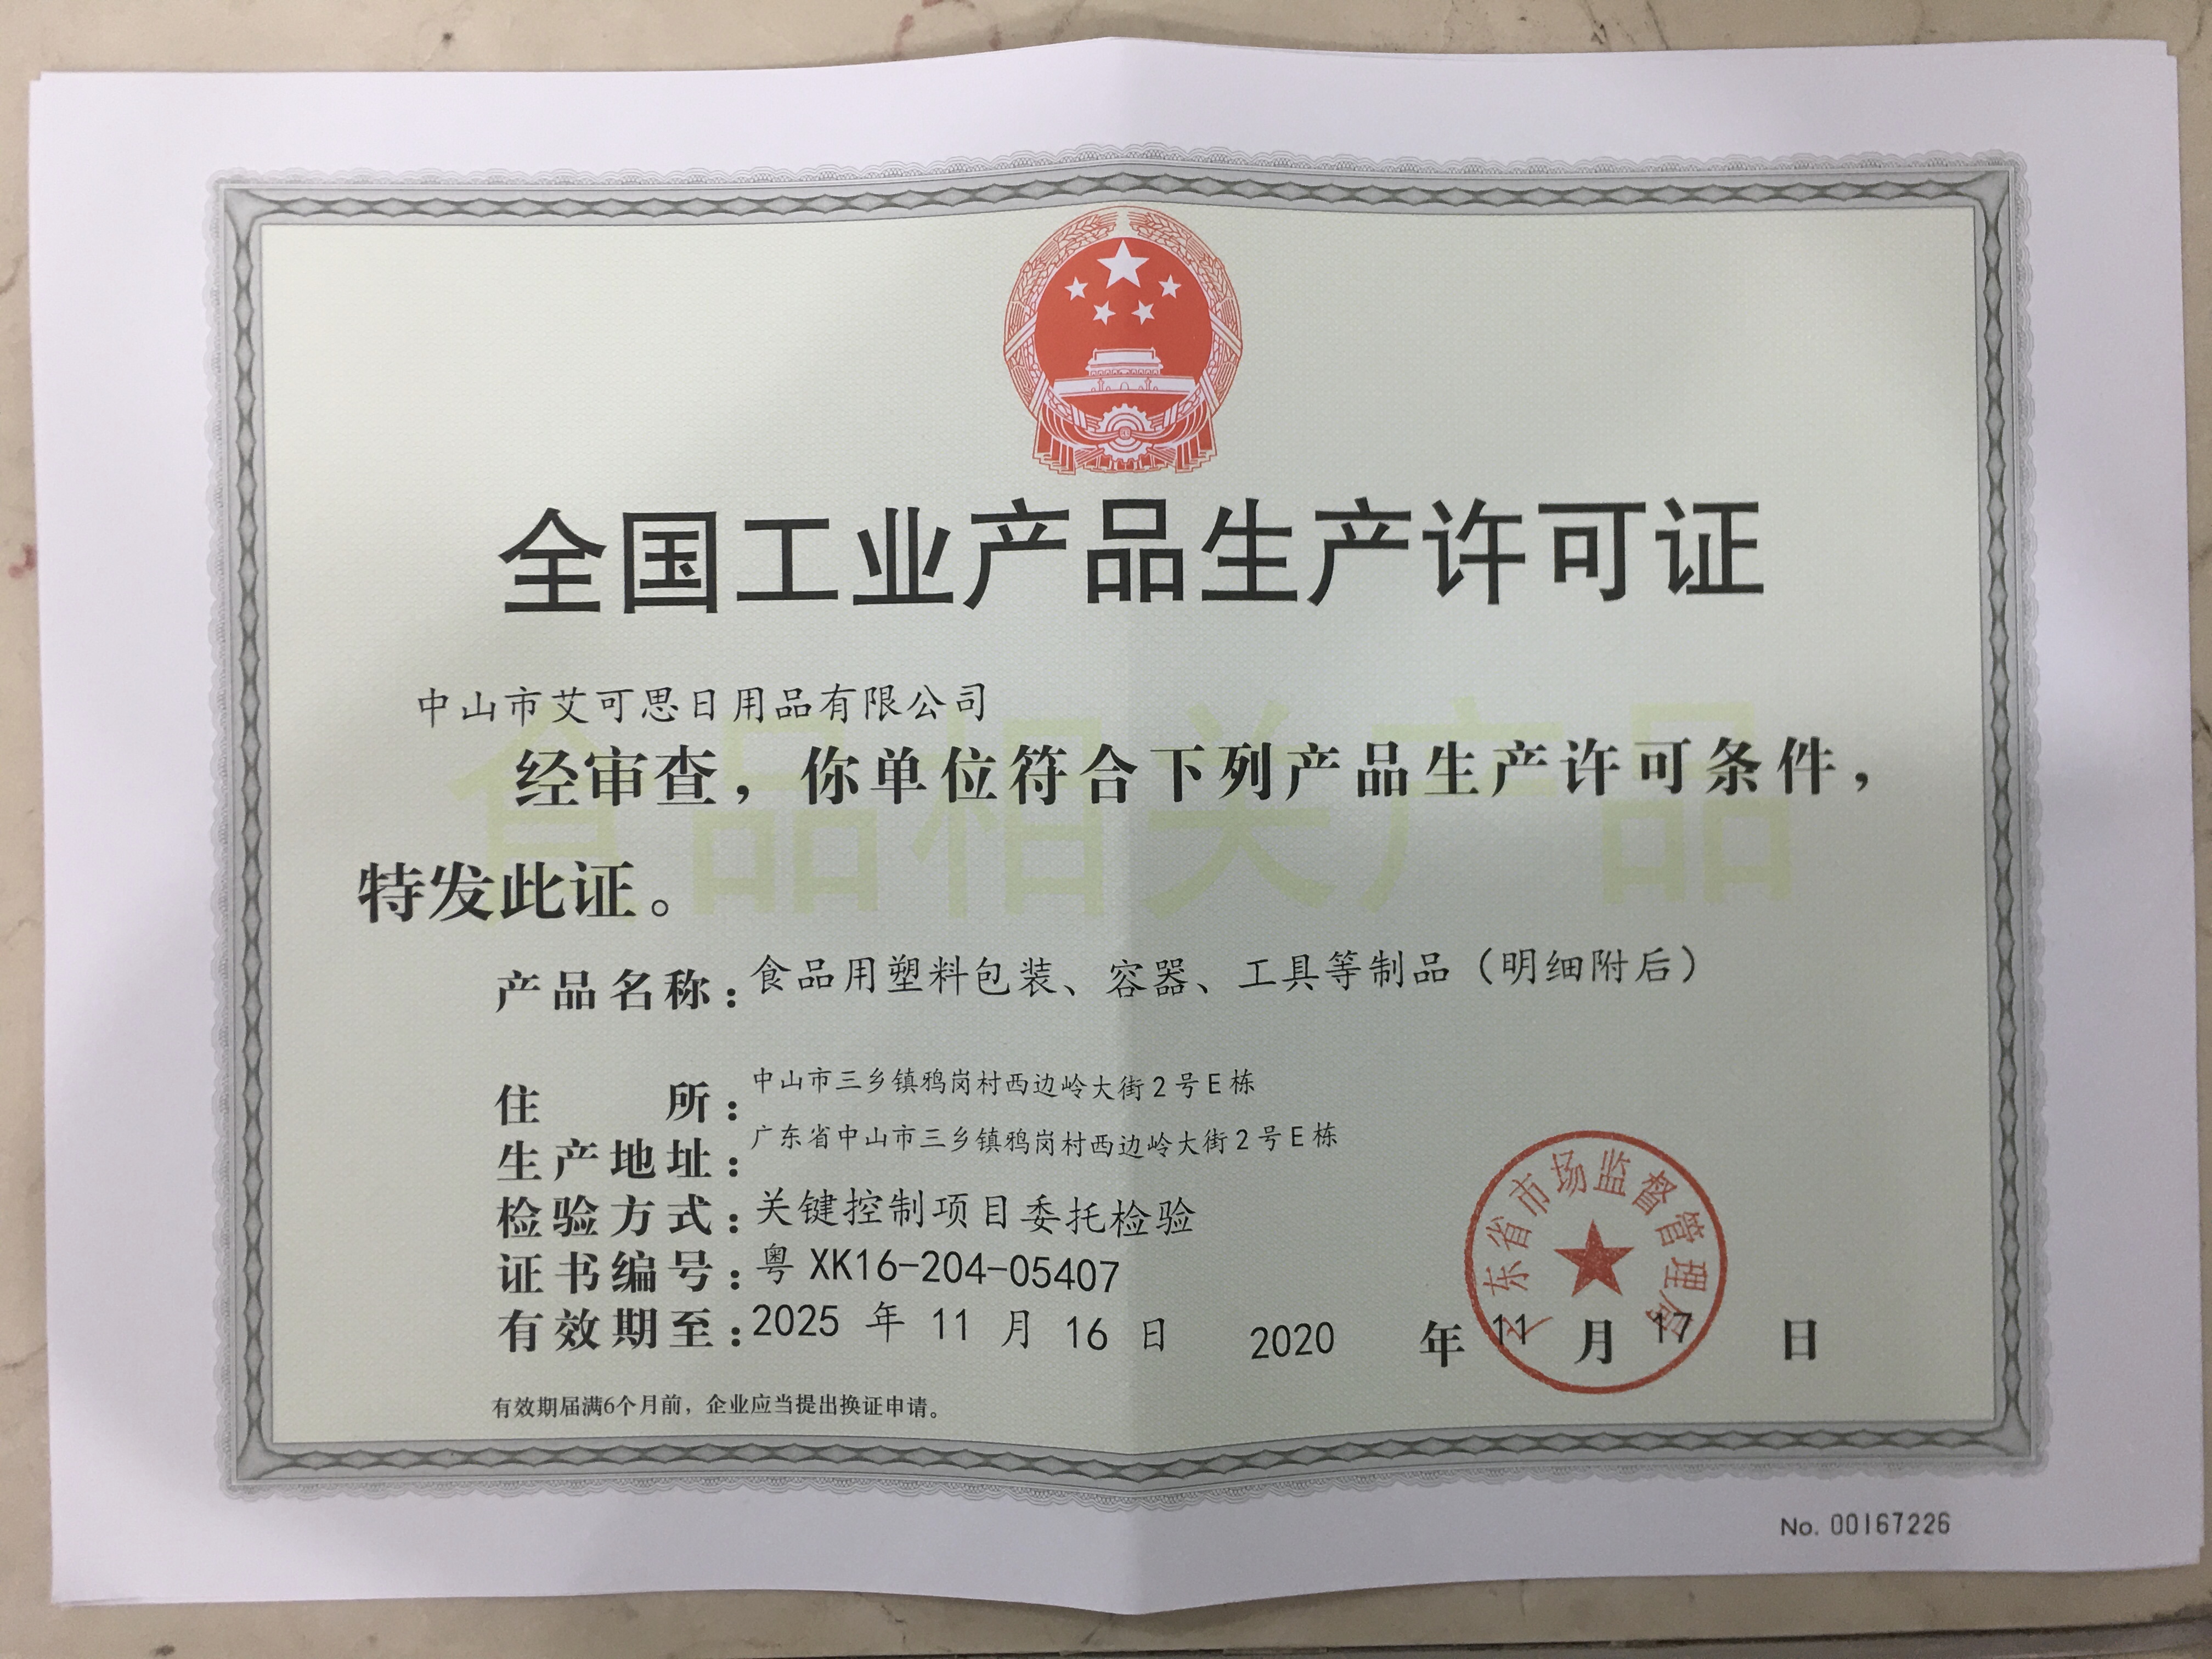 全国工业产品生产许可证
中山市艾可思日用品有限公司
食品相关产品
经审查，你单位符合下列产品生产许可条件，
特发此证。
产品名称：食品用塑料包装、容器、工具等制品（明细附后）
住所：中山市三乡镇鸦岗村西边岭大街2号E栋
生产地址：广东省中山市三乡镇鸦岗村西边岭大街2号E栋
检验方式：关键控制项目委托检验
证书编号：粤 XK16-204-05407
有效期至：2025 年 11 月 16 日
广东省市场监督管理局
2020 年 11 月 17 日
有效期届满6个月前，企业应当提出换证申请。
No. 00167226